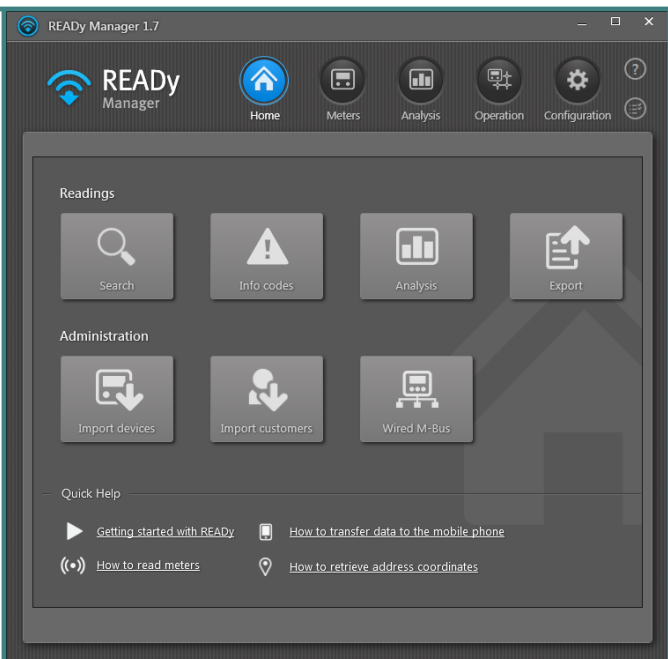 READy Manager 1.7
READy
Manager
Home
Meters
Analysis
Operation
Configuration
?
Readings
Search
Info codes
Analysis
Export
Administration
Import devices
Import customers
Wired M-Bus
Quick Help
Getting started with READy
How to transfer data to the mobile phone
How to read meters
How to retrieve address coordinates